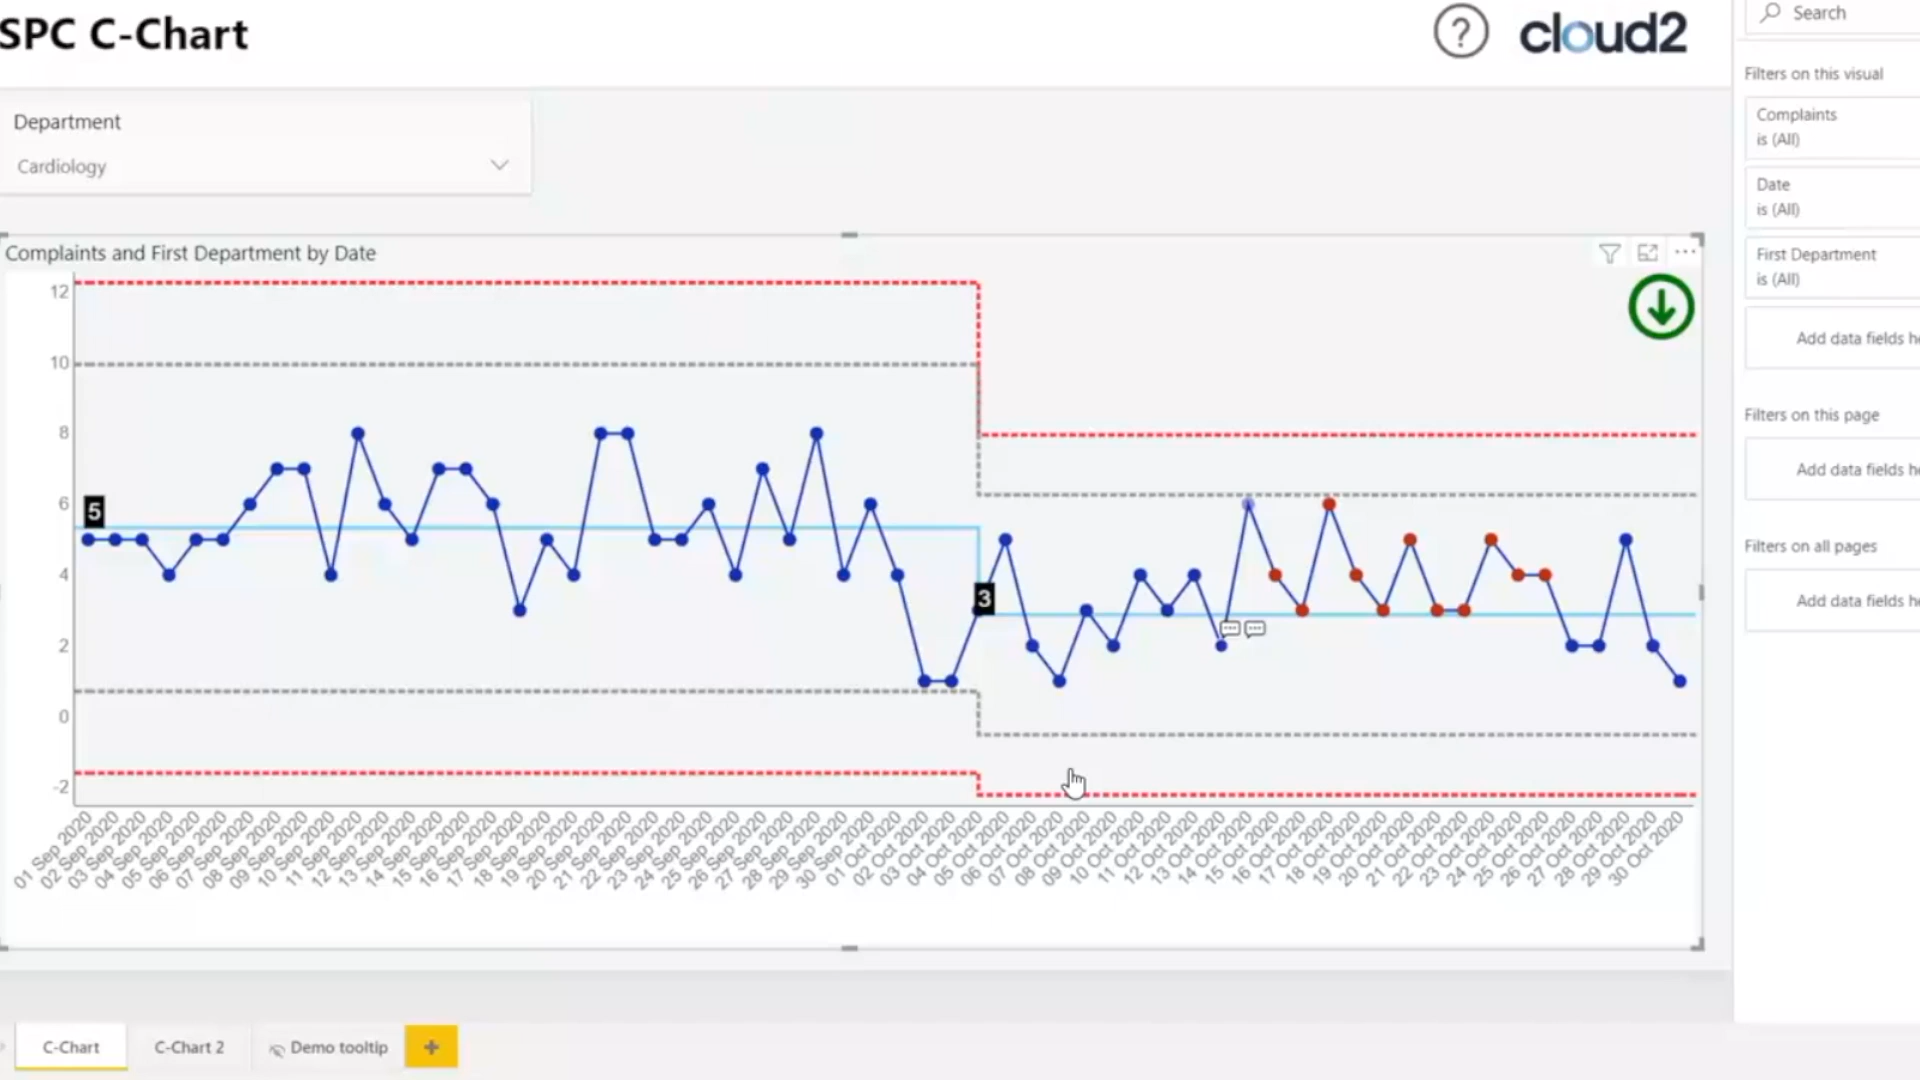 SPC C-Chart
?
cloud2
Search
Department
Cardiology
Filters on this visual
Complaints
is (All)
Date
is (All)
First Department
is (All)
Add data fields he
Filters on this page
Add data fields he
Filters on all pages
Add data fields he
Complaints and First Department by Date
...
12
10
8
6
4
2
0
-2
5
3
01 Sep 2020
02 Sep 2020
03 Sep 2020
04 Sep 2020
05 Sep 2020
06 Sep 2020
07 Sep 2020
08 Sep 2020
09 Sep 2020
10 Sep 2020
11 Sep 2020
12 Sep 2020
13 Sep 2020
14 Sep 2020
15 Sep 2020
16 Sep 2020
17 Sep 2020
18 Sep 2020
19 Sep 2020
20 Sep 2020
21 Sep 2020
22 Sep 2020
23 Sep 2020
24 Sep 2020
25 Sep 2020
26 Sep 2020
27 Sep 2020
28 Sep 2020
29 Sep 2020
30 Sep 2020
01 Oct 2020
02 Oct 2020
03 Oct 2020
04 Oct 2020
05 Oct 2020
06 Oct 2020
07 Oct 2020
08 Oct 2020
09 Oct 2020
10 Oct 2020
11 Oct 2020
12 Oct 2020
13 Oct 2020
14 Oct 2020
15 Oct 2020
16 Oct 2020
17 Oct 2020
18 Oct 2020
19 Oct 2020
20 Oct 2020
21 Oct 2020
22 Oct 2020
23 Oct 2020
24 Oct 2020
25 Oct 2020
26 Oct 2020
27 Oct 2020
28 Oct 2020
29 Oct 2020
30 Oct 2020
C-Chart
C-Chart 2
Demo tooltip
+